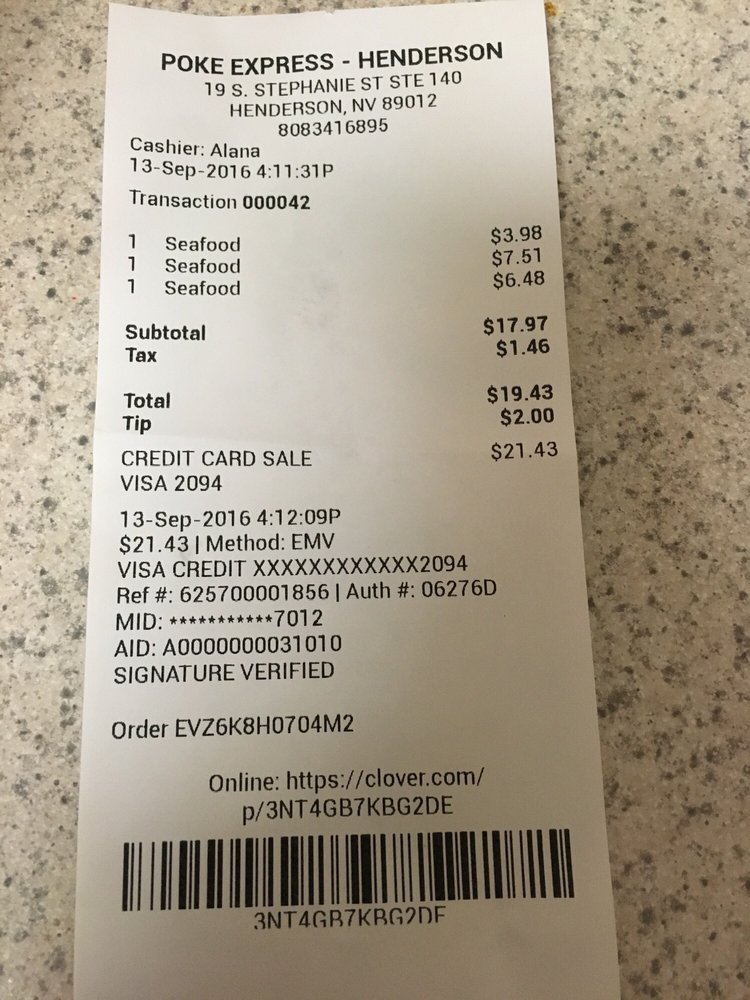 POKE EXPRESS - HENDERSON
19 S. STEPHANIE ST STE 140
HENDERSON, NV 89012
8083416895
Cashier: Alana
13-Sep-2016 4:11:31P
Transaction 000042
1 Seafood $3.98
1 Seafood $7.51
1 Seafood $6.48
Subtotal $17.97
Tax $1.46
Total $19.43
Tip $2.00
CREDIT CARD SALE $21.43
VISA 2094
13-Sep-2016 4:12:09P
$21.43 | Method: EMV
VISA CREDIT XXXXXXXXXXXX2094
Ref #: 625700001856 | Auth #: 06276D
MID: ***********7012
AID: A0000000031010
SIGNATURE VERIFIED
Order EVZ6K8H0704M2
Online: https://clover.com/
p/3NT4GB7KBG2DE
3NT4GB7KBG2DE